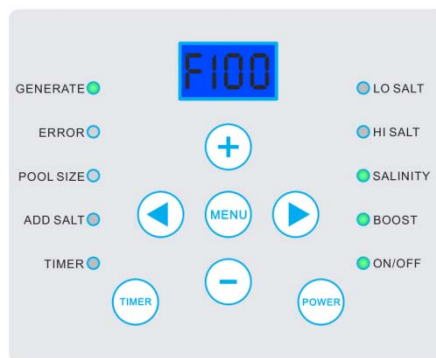 F100
GENERATE
ERROR
POOL SIZE
ADD SALT
TIMER
LO SALT
HI SALT
SALINITY
BOOST
ON/OFF
+
MENU
−
TIMER
POWER